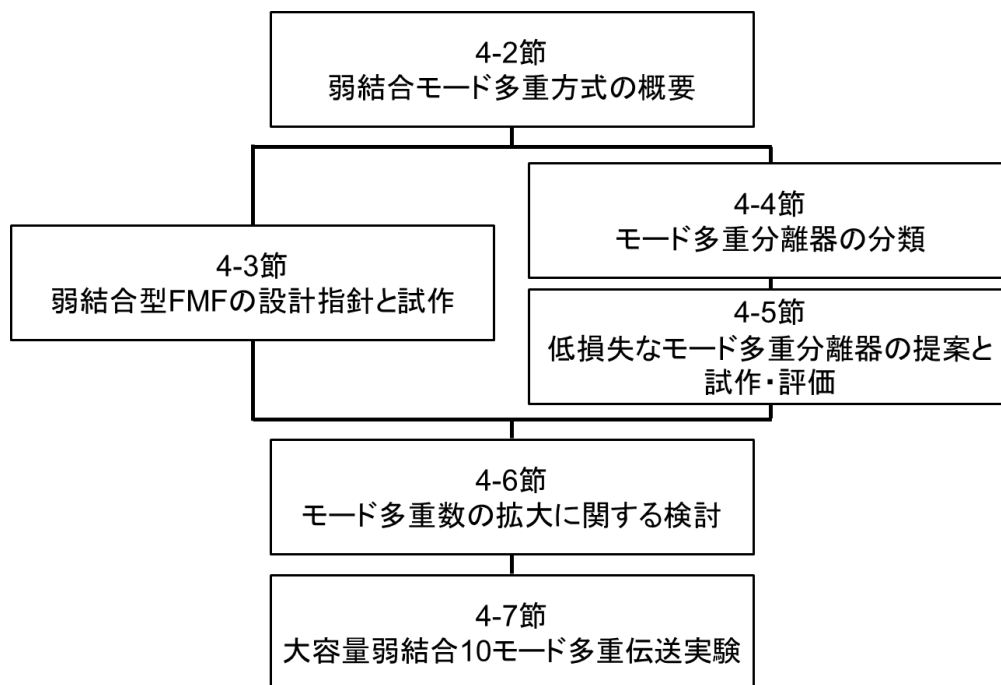 4-2節
弱結合モード多重方式の概要
4-4節
モード多重分離器の分類
4-3節
弱結合型FMFの設計指針と試作
4-5節
低損失なモード多重分離器の提案と
試作・評価
4-6節
モード多重数の拡大に関する検討
4-7節
大容量弱結合10モード多重伝送実験